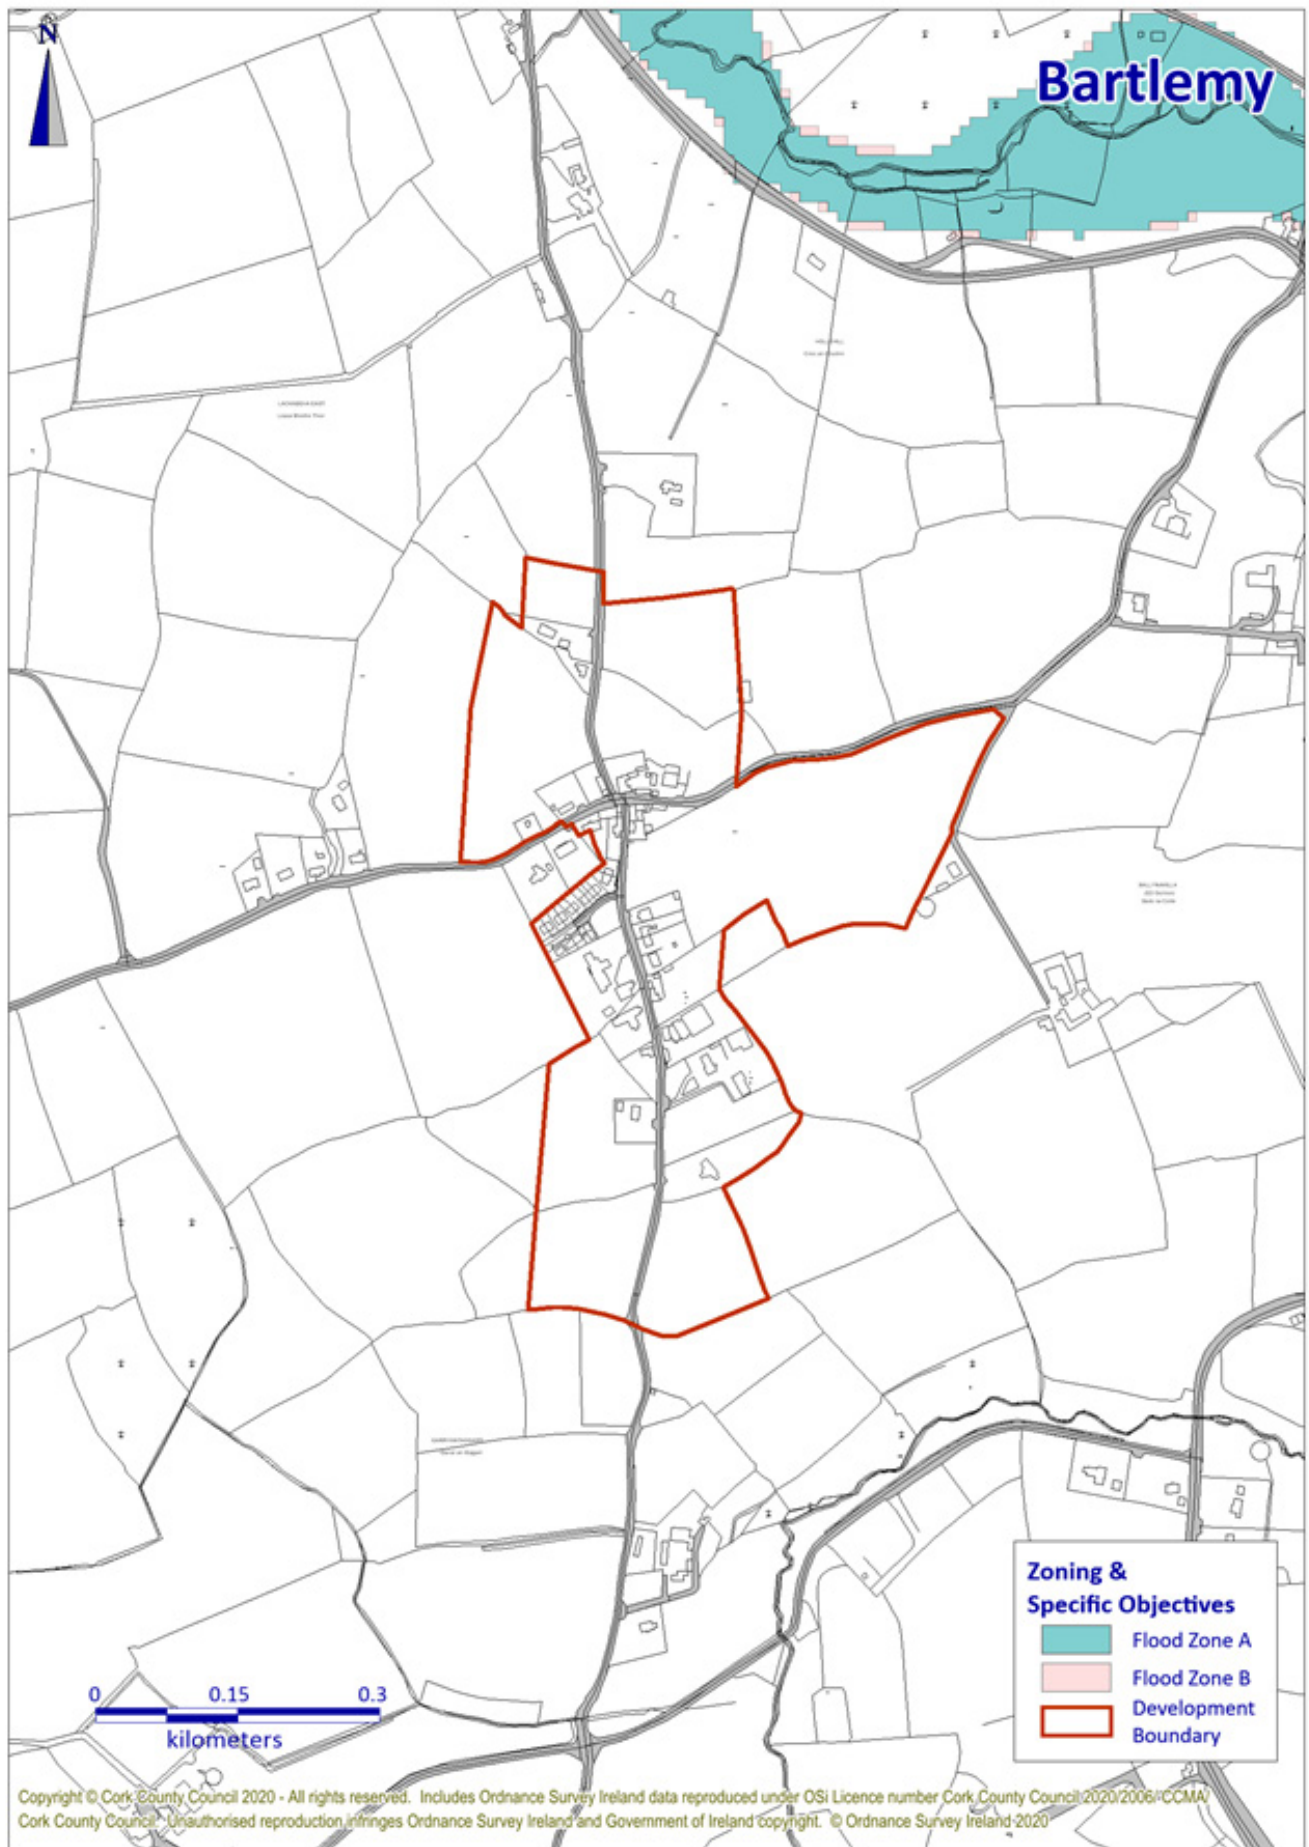 N
Bartlemy
Zoning &
Specific Objectives
Flood Zone A
Flood Zone B
Development
Boundary
0 0.15 0.3
kilometers
Copyright © Cork County Council 2020 - All rights reserved. Includes Ordnance Survey Ireland data reproduced under OSi Licence number Cork County Council 2020/2006/ CCMA/
Cork County Council. Unauthorised reproduction infringes Ordnance Survey Ireland and Government of Ireland copyright. © Ordnance Survey Ireland 2020